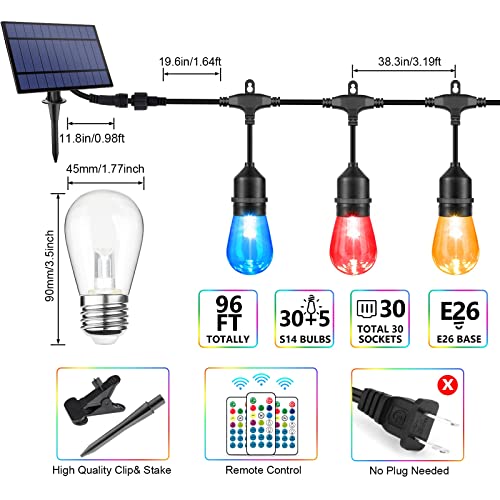 19.6in/1.64ft
38.3in/3.19ft
11.8in/0.98ft
45mm/1.77inch
90mm/3.5inch
96
FT
TOTALLY
30+5
S14 BULBS
30
TOTAL 30
SOCKETS
E26
E26 BASE
High Quality Clip& Stake
Remote Control
X
No Plug Needed